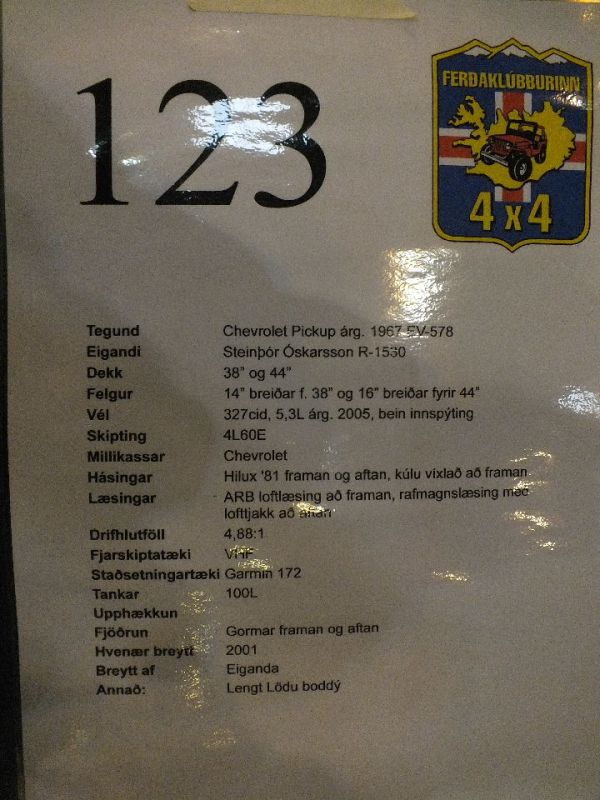 123
FERÐAKLÚBBURINN
4x4
Tegund Chevrolet Pickup árg. 1967 EV-578
Eigandi Steinþór Óskarsson R-1530
Dekk 38" og 44"
Felgur 14" breiðar f. 38" og 16" breiðar fyrir 44"
Vél 327cid, 5,3L árg. 2005, bein innspýting
Skipting 4L60E
Millikassar Chevrolet
Hásingar Hilux '81 framan og aftan, kúlu víxlað að framan.
Læsingar - ARB loftlæsing að framan, rafmagnslæsing með
lofttjakk að aftan
Drifhlutföll 4,88:1
Fjarskiptatæki VHF
Staðsetningartæki Garmin 172
Tankar 100L
Upphækkun
Fjöðrun Gormar framan og aftan
Hvenær breytt 2001
Breytt af Eiganda
Annað: Lengt Lödu boddý